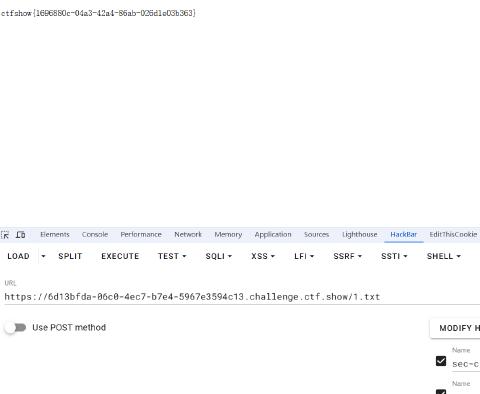 ctfshow{1696880c-04a3-42a4-86ab-026d1e03b363}
Elements Console Performance Network Memory Application Sources Lighthouse HackBar EditThisCookie
LOAD SPLIT EXECUTE TEST SQLI XSS LFI SSRF SSTI SHELL
URL
https://6d13bfda-06c0-4ec7-b7e4-5967e3594c13.challenge.ctf.show/1.txt
Use POST method
MODIFY H
Name
sec-c
Name